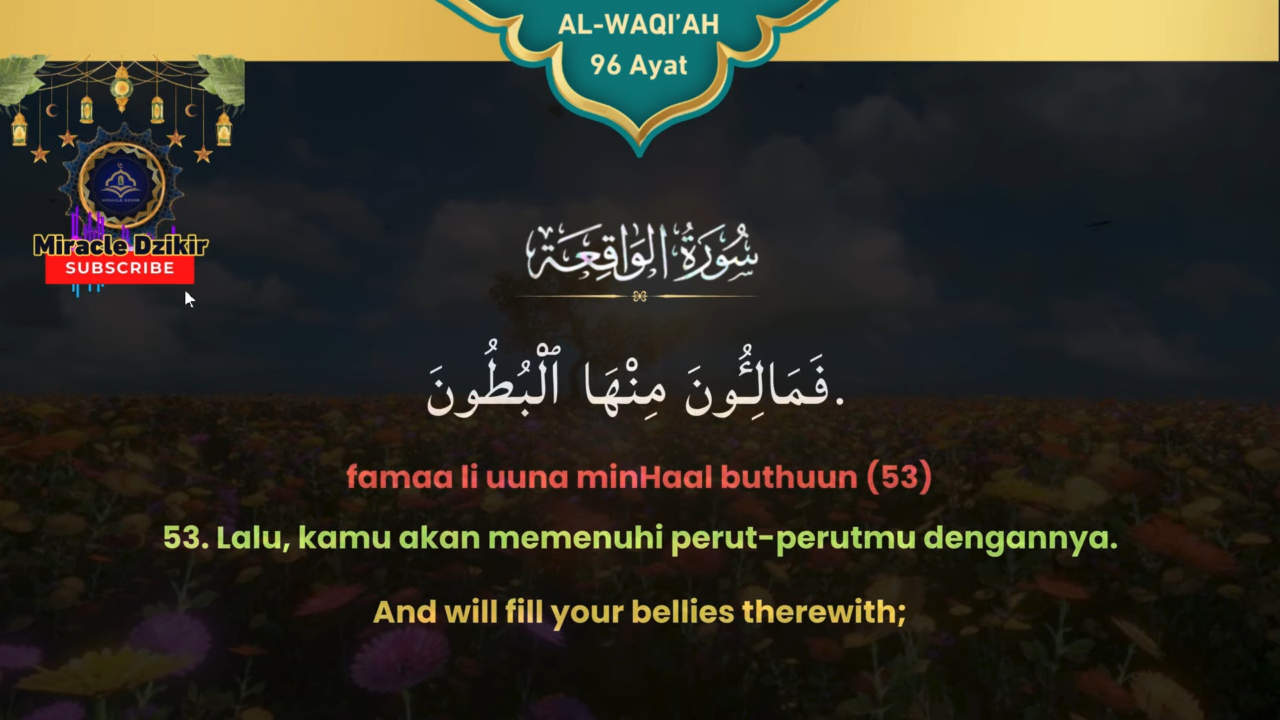 AL-WAQI'AH
96 Ayat
Miracle Dzikir
SUBSCRIBE
سُورَةُ الوَاقِعَة
فَمَالِـُٔونَ مِنْهَا ٱلْبُطُونَ.
famaa li uuna minHaal buthuun (53)
53. Lalu, kamu akan memenuhi perut-perutmu dengannya.
And will fill your bellies therewith;